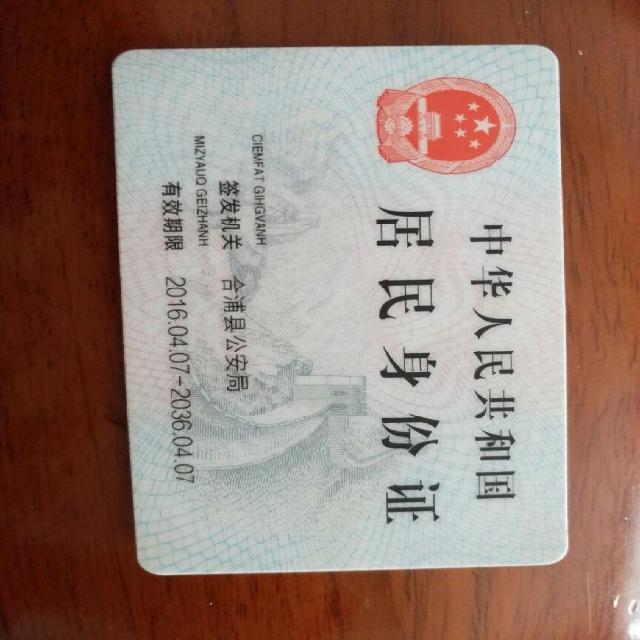 中华人民共和国
居民身份证
CIEMFAT GIHGVANH
签发机关 合浦县公安局
MIZYAUQ GEIZHANH
有效期限 2016.04.07-2036.04.07